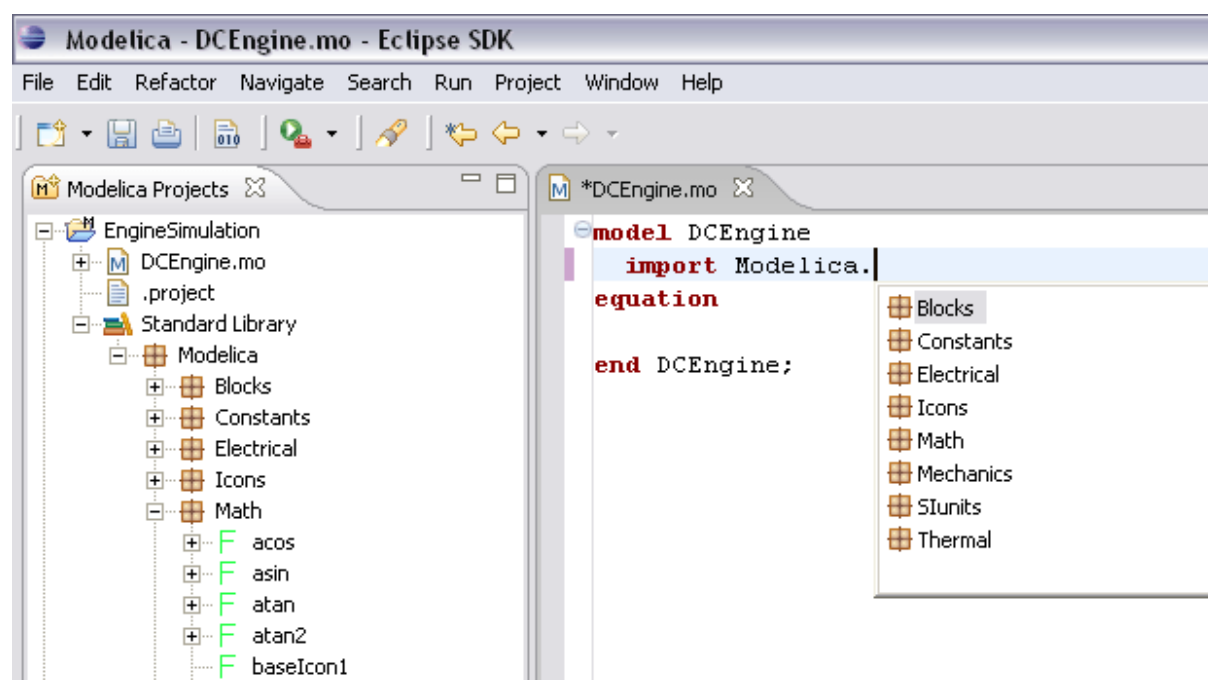 Modelica - DCEngine.mo - Eclipse SDK
File Edit Refactor Navigate Search Run Project Window Help
010
Modelica Projects
EngineSimulation
DCEngine.mo
.project
Standard Library
Modelica
Blocks
Constants
Electrical
Icons
Math
acos
asin
atan
atan2
baseIcon1
*DCEngine.mo
model DCEngine
import Modelica.
equation
end DCEngine;
Blocks
Constants
Electrical
Icons
Math
Mechanics
SIunits
Thermal